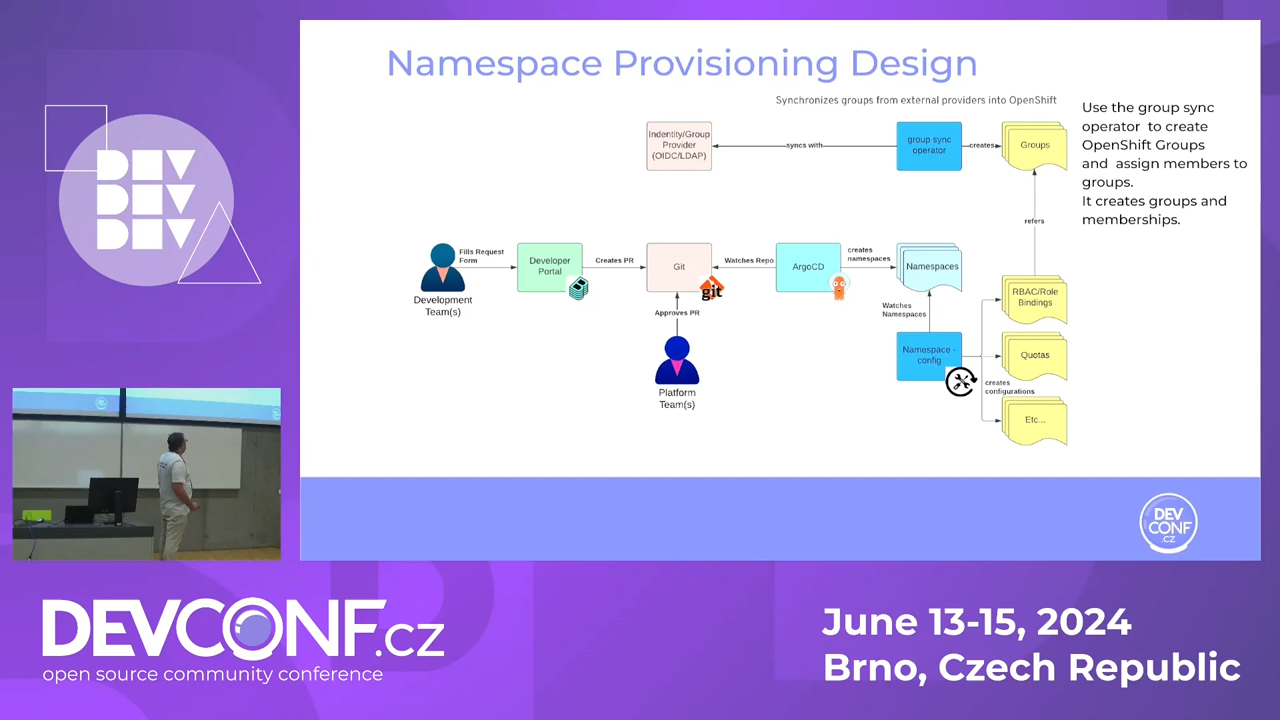 Namespace Provisioning Design
Synchronizes groups from external providers into OpenShift
Indentity/Group
Provider
(OIDC/LDAP)
syncs with
group sync
operator
creates
Groups
Use the group sync
operator to create
OpenShift Groups
and assign members to
groups.
It creates groups and
memberships.
refers
Fills Request
Form
Development
Team(s)
Developer
Portal
Creates PR
Git
git
Watches Repo
ArgoCD
creates
namespaces
Namespaces
Approves PR
Platform
Team(s)
Watches
Namespaces
Namespace -
config
creates
configurations
RBAC/Role
Bindings
Quotas
Etc...
DEV
DEV
DEV
DEV
CONF
.CZ
DEVCONF.cz
open source community conference
June 13-15, 2024
Brno, Czech Republic